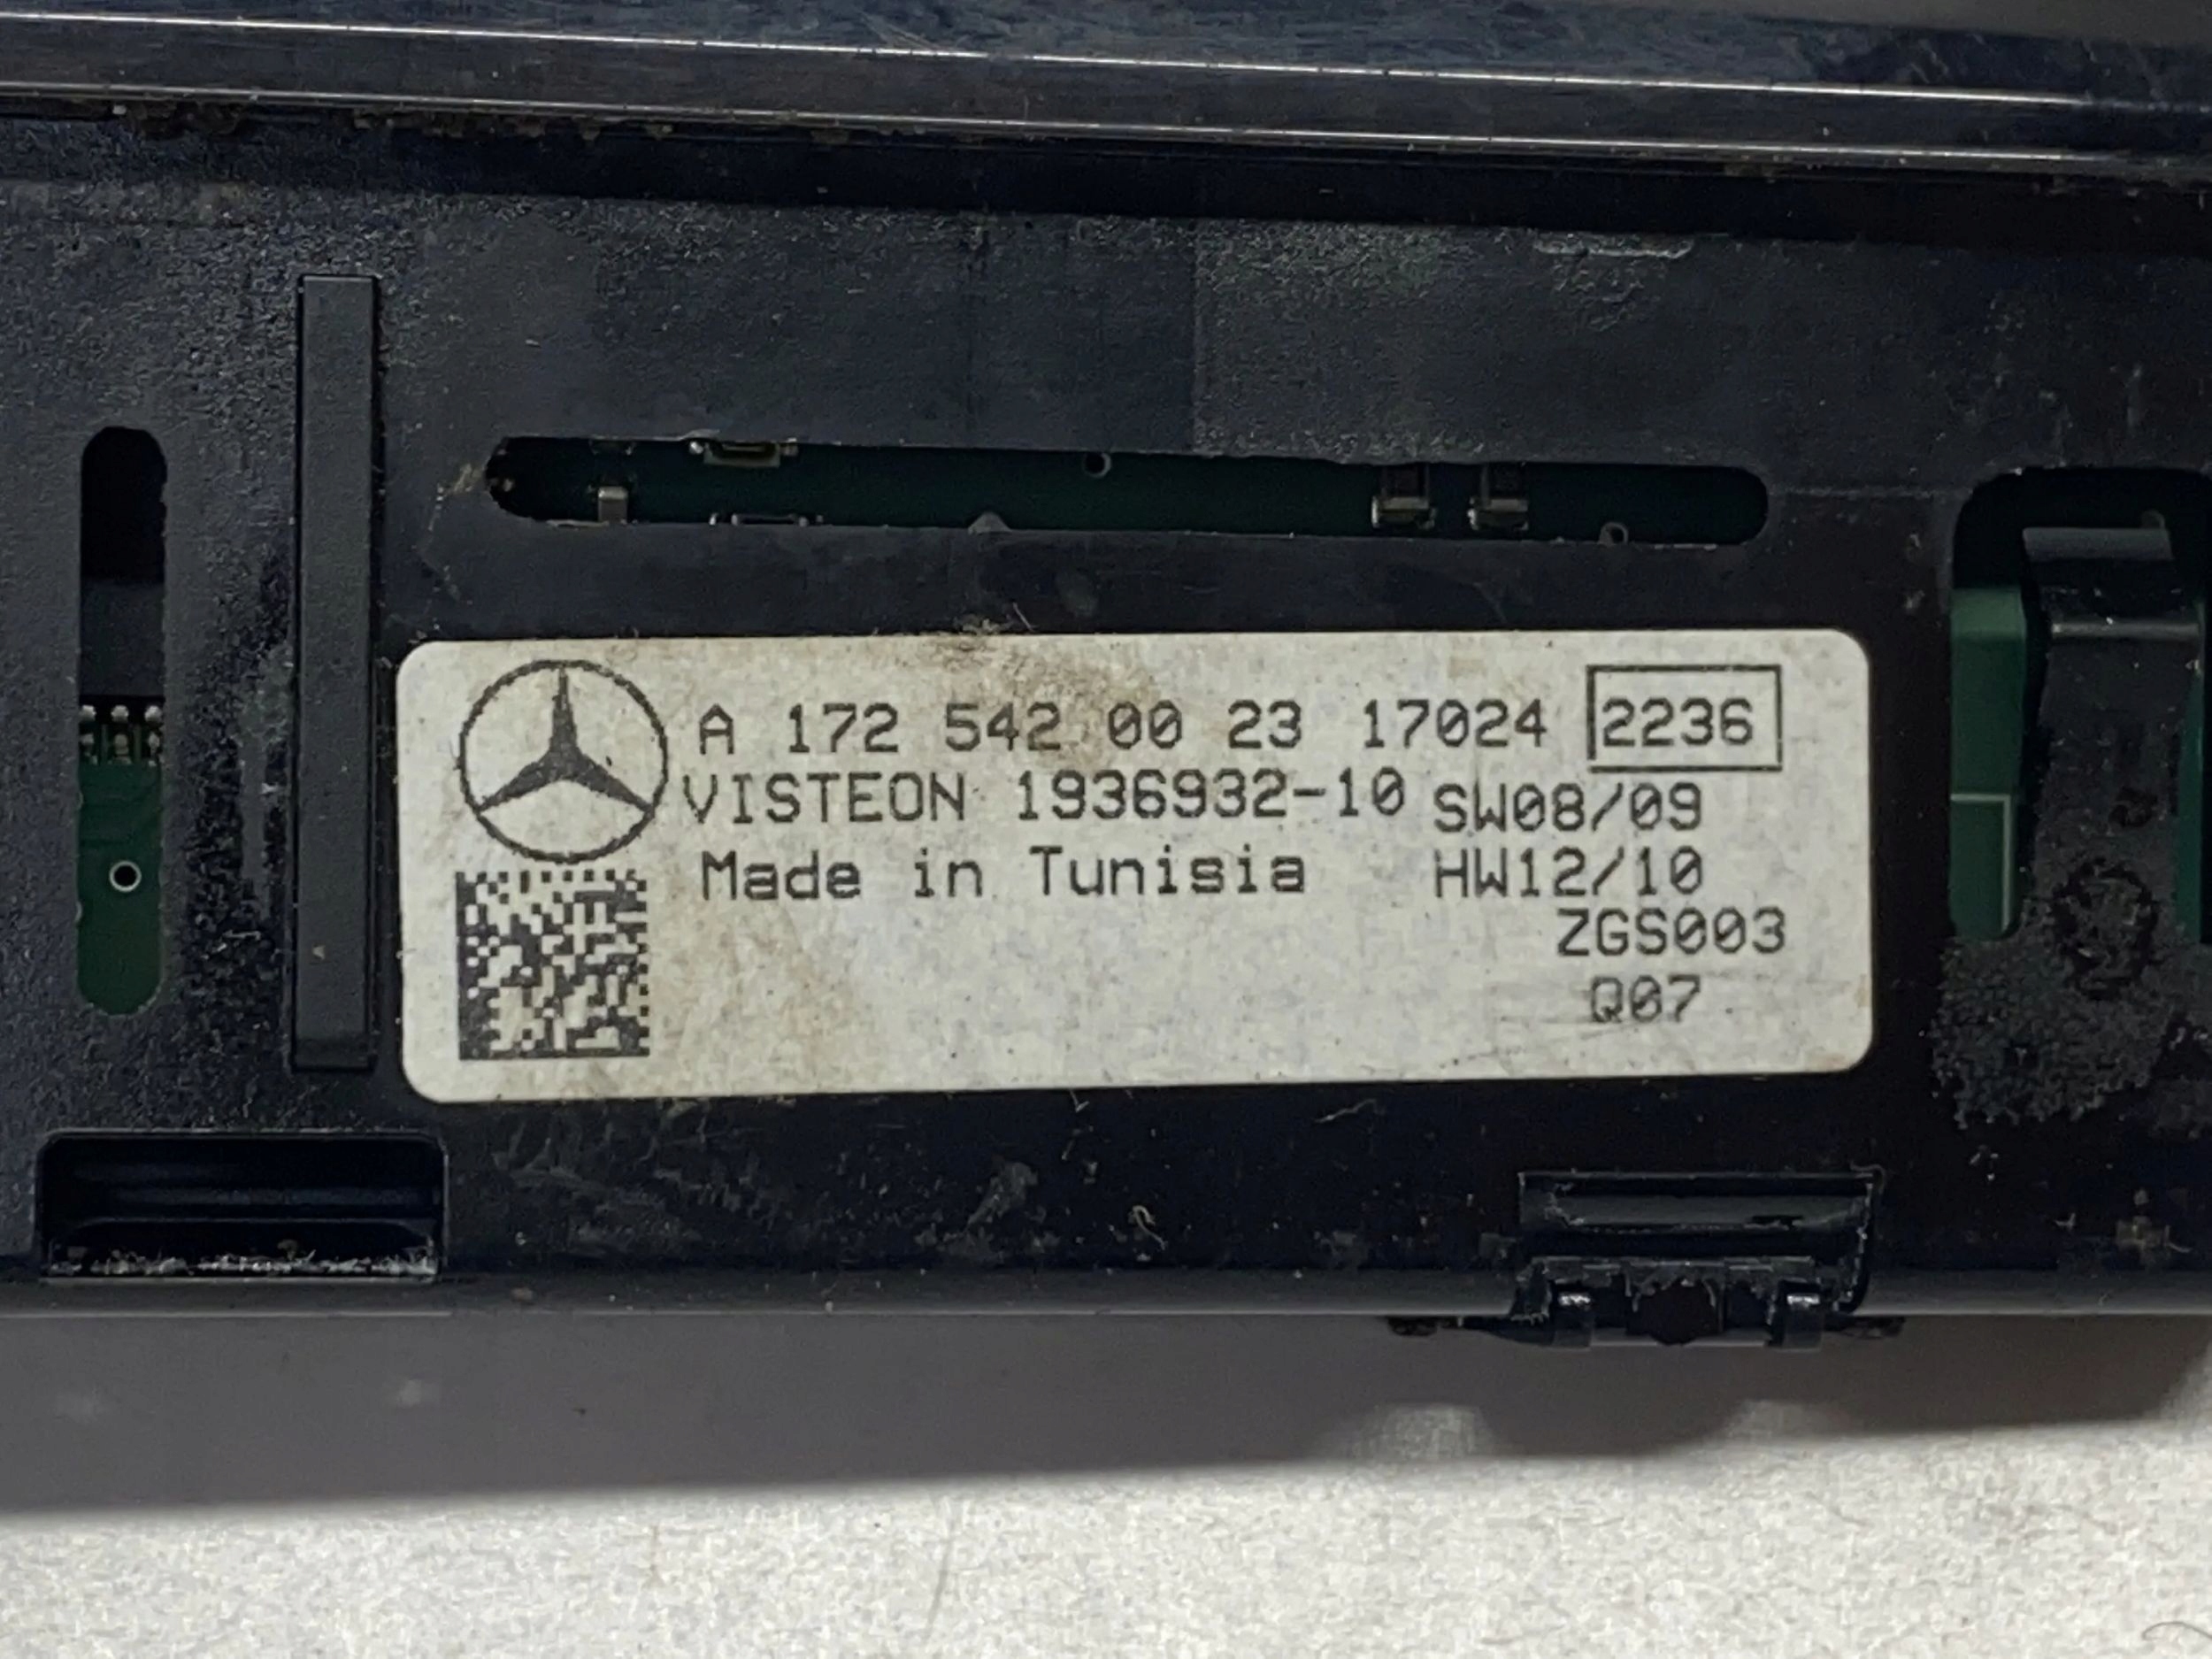 A 172 542 00 23 17024 2236
VISTEON 1936932-10 SW08/09
Made in Tunisia HW12/10
ZGS003
Q07